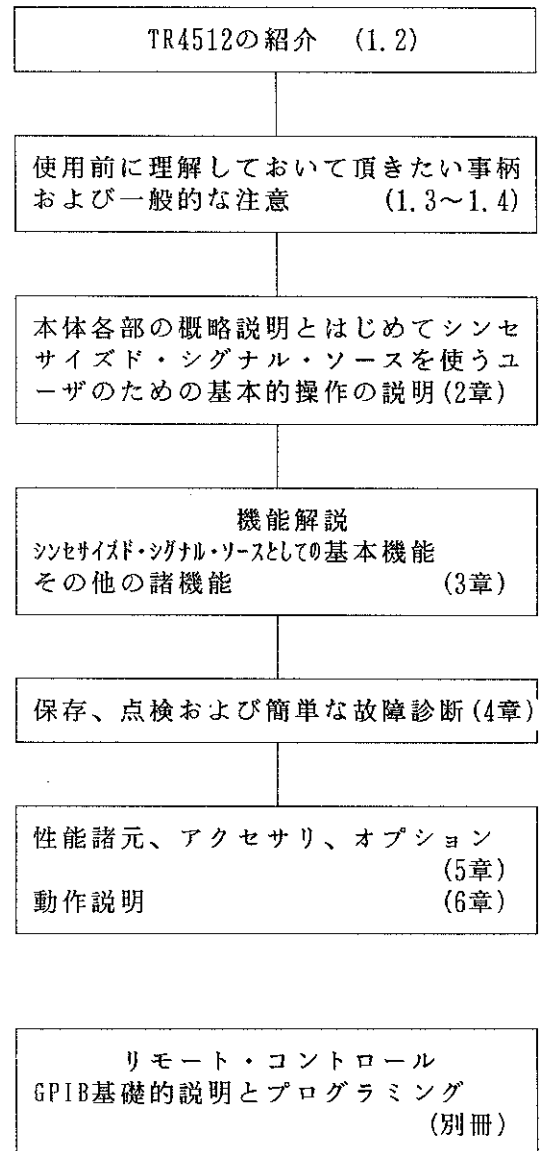 TR4512の紹介 (1.2)
使用前に理解しておいて頂きたい事柄
および一般的な注意 (1.3~1.4)
本体各部の概略説明とはじめてシンセ
サイズド・シグナル・ソースを使うユ
ーザのための基本的操作の説明(2章)
機能解説
シンセサイズド・シグナル・ソースとしての基本機能
その他の諸機能 (3章)
保存、点検および簡単な故障診断(4章)
性能諸元、アクセサリ、オプション
(5章)
動作説明 (6章)
リモート・コントロール
GPIB基礎的説明とプログラミング
(別冊)